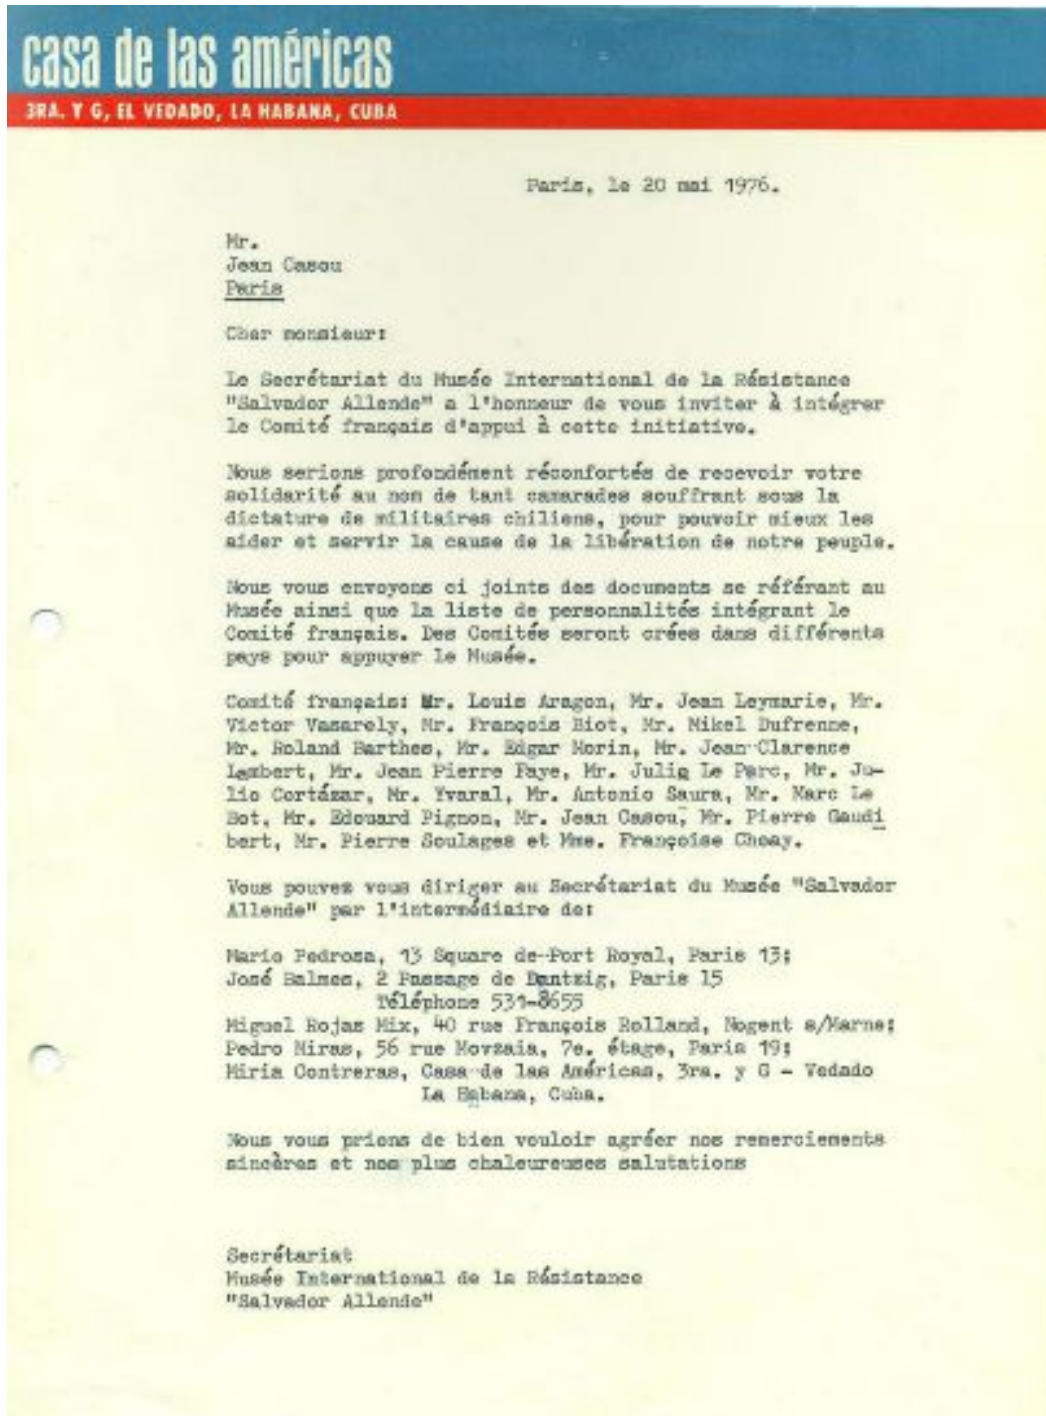 casa de las américas
3RA. Y G, EL VEDADO, LA HABANA, CUBA
Paris, le 20 mai 1976.
Mr.
Jean Casou
Paris
Cher monsieur:
Le Secrétariat du Musée International de la Résistance
"Salvador Allende" a l'honneur de vous inviter à intégrer
le Comité français d'appui à cette initiative.
Nous serions profondément réconfortés de recevoir votre
solidarité au nom de tant camarades souffrant sous la
dictature de militaires chiliens, pour pouvoir mieux les
aider et servir la cause de la libération de notre peuple.
Nous vous envoyons ci joints des documents se référant au
Musée ainsi que la liste de personnalités intégrant le
Comité français. Des Comités seront crées dans différents
pays pour appuyer le Musée.
Comité français: Mr. Louis Aragon, Mr. Jean Leymarie, Mr.
Victor Vasarely, Mr. François Biot, Mr. Mikel Dufrenne,
Mr. Roland Barthes, Mr. Edgar Morin, Mr. Jean-Clarence
Lambert, Mr. Jean Pierre Faye, Mr. Julio Le Parc, Mr. Ju-
lio Cortázar, Mr. Yvaral, Mr. Antonio Saura, Mr. Marc Le
Bot, Mr. Edouard Pignon, Mr. Jean Casou, Mr. Pierre Gaudi
bert, Mr. Pierre Soulages et Mme. Françoise Choay.
Vous pouvez vous diriger au Secrétariat du Musée "Salvador
Allende" par l'intermédiaire de:
Mario Pedrosa, 13 Square de-Port Royal, Paris 13;
José Balmes, 2 Passage de Dantzig, Paris 15
Téléphone 531-8655
Miguel Rojas Mix, 40 rue François Rolland, Nogent s/Marne;
Pedro Miras, 56 rue Movzaia, 7e. étage, Paris 19;
Miria Contreras, Casa de las Américas, 3ra. y G - Vedado
La Habana, Cuba.
Nous vous prions de bien vouloir agréer nos remerciements
sincères et nos plus chaleureuses salutations
Secrétariat
Musée International de la Résistance
"Salvador Allende"